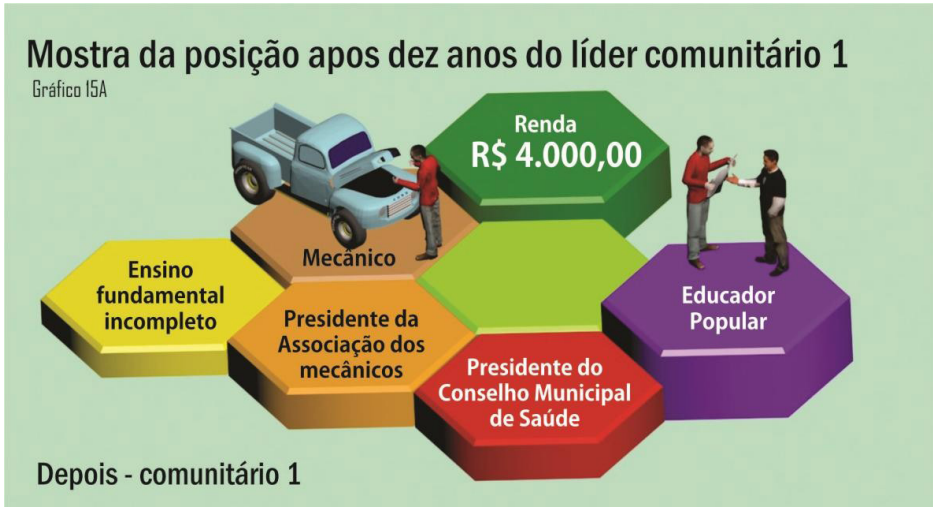 Mostra da posição apos dez anos do líder comunitário 1
Gráfico 15A
Renda
R$ 4.000,00
Mecânico
Ensino
fundamental
incompleto
Presidente da
Associação dos
mecânicos
Educador
Popular
Presidente do
Conselho Municipal
de Saúde
Depois - comunitário 1